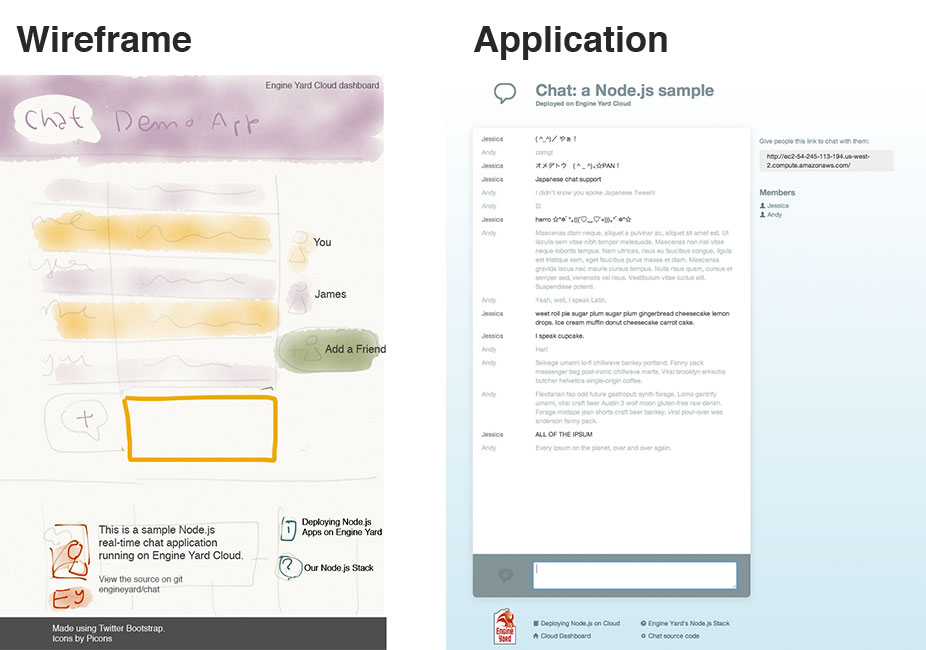 Wireframe
Engine Yard Cloud dashboard
Chat Demo App
me
You
you
James
me
Add a Friend
you
This is a sample Node.js
real-time chat application
running on Engine Yard Cloud.
View the source on git
engineyard/chat
Deploying Node.js
Apps on Engine Yard
?
Our Node.js Stack
Ey
Made using Twitter Bootstrap.
Icons by Picons
Application
Chat: a Node.js sample
Deployed on Engine Yard Cloud
Jessica
Andy zomg!
Jessica オメデトウ (^_^)｡☆PAN！
Jessica Japanese chat support
Andy I didn't know you spoke Japanese Tween!
Andy D:
Jessica herro
Andy Maecenas diam neque, aliquet a pulvinar ac, aliquet sit amet est. Ut
iaculis sem vitae nibh tempor malesuada. Maecenas non nisi vitae
neque lobortis tempus. Nam ultrices, risus eu faucibus congue, ligula
est tristique sem, eget faucibus purus massa et diam. Maecenas
gravida lacus nec mauris cursus tempus. Nulla risus quam, cursus et
semper sed, venenatis vel risus. Vestibulum vitae luctus elit.
Suspendisse potenti.
Andy Yeah, well, I speak Latin.
Jessica weet roll pie sugar plum sugar plum gingerbread cheesecake lemon
drops. Ice cream muffin donut cheesecake carrot cake.
Jessica I speak cupcake.
Andy Har!
Andy Selvage umami lo-fi chillwave banksy portland. Fanny pack
messenger bag post-ironic chillwave marfa. Viral brooklyn sriracha
butcher helvetica single-origin coffee.
Andy Flexitarian fap odd future gastropub synth forage. Lomo gentrify
umami, viral craft beer Austin 3 wolf moon gluten-free raw denim.
Forage mixtape jean shorts craft beer banksy, viral pour-over wes
anderson fanny pack.
Jessica ALL OF THE IPSUM
Andy Every ipsum on the planet, over and over again.
Give people this link to chat with them:
http://ec2-54-245-113-194.us-west-
2.compute.amazonaws.com/
Members
Jessica
Andy
Engine
Yard
Deploying Node.js on Cloud
Engine Yard's Node.js Stack
Cloud Dashboard
Chat source code